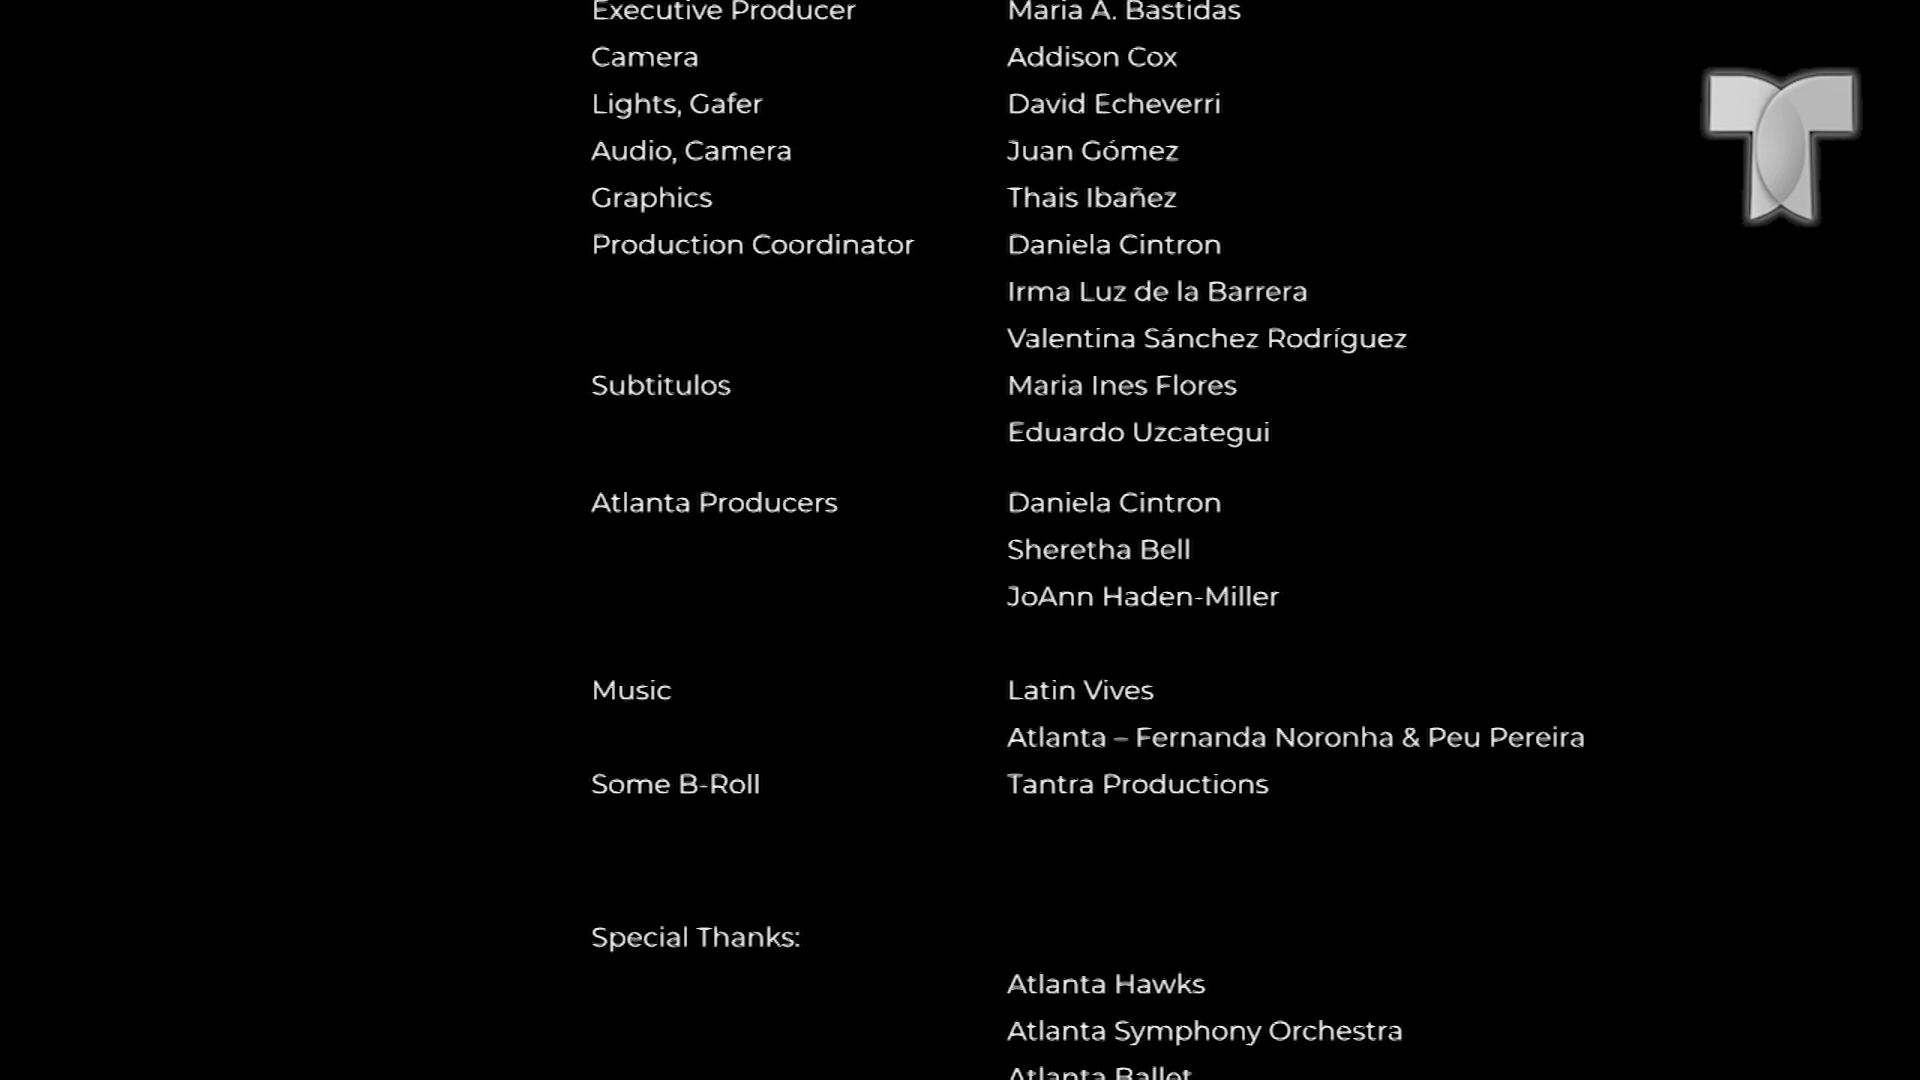 Executive Producer Maria A. Bastidas
Camera Addison Cox
Lights, Gafer David Echeverri
Audio, Camera Juan Gómez
Graphics Thais Ibañez
Production Coordinator Daniela Cintron
Irma Luz de la Barrera
Valentina Sánchez Rodríguez
Subtitulos Maria Ines Flores
Eduardo Uzcategui
Atlanta Producers Daniela Cintron
Sheretha Bell
JoAnn Haden-Miller
Music Latin Vives
Atlanta – Fernanda Noronha & Peu Pereira
Some B-Roll Tantra Productions
Special Thanks:
Atlanta Hawks
Atlanta Symphony Orchestra
Atlanta Ballet